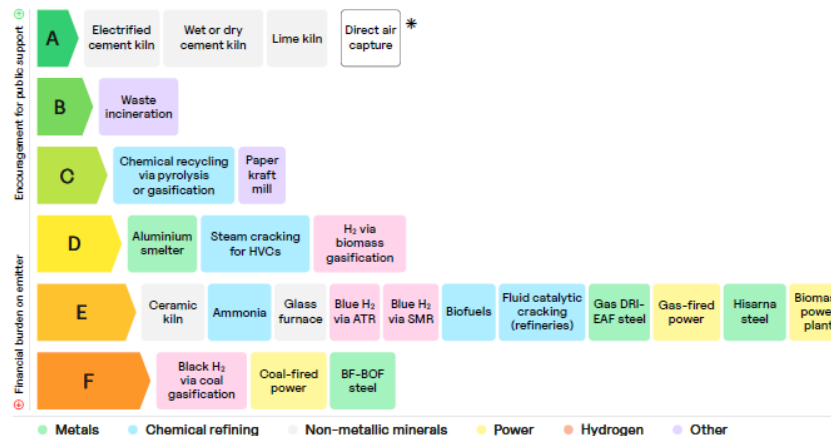 Encouragement for public support
Financial burden on emitter
A
Electrified
cement kiln
Wet or dry
cement kiln
Lime kiln
Direct air
capture
*
B
Waste
incineration
C
Chemical recycling
via pyrolysis
or gasification
Paper
kraft
mill
D
Aluminium
smelter
Steam cracking
for HVCs
H₂ via
biomass
gasification
E
Ceramic
kiln
Ammonia
Glass
furnace
Blue H₂
via ATR
Blue H₂
via SMR
Biofuels
Fluid catalytic
cracking
(refineries)
Gas DRI-
EAF steel
Gas-fired
power
Hisarna
steel
Biomas
power
plant
F
Black H₂
via coal
gasification
Coal-fired
power
BF-BOF
steel
Metals
Chemical refining
Non-metallic minerals
Power
Hydrogen
Other